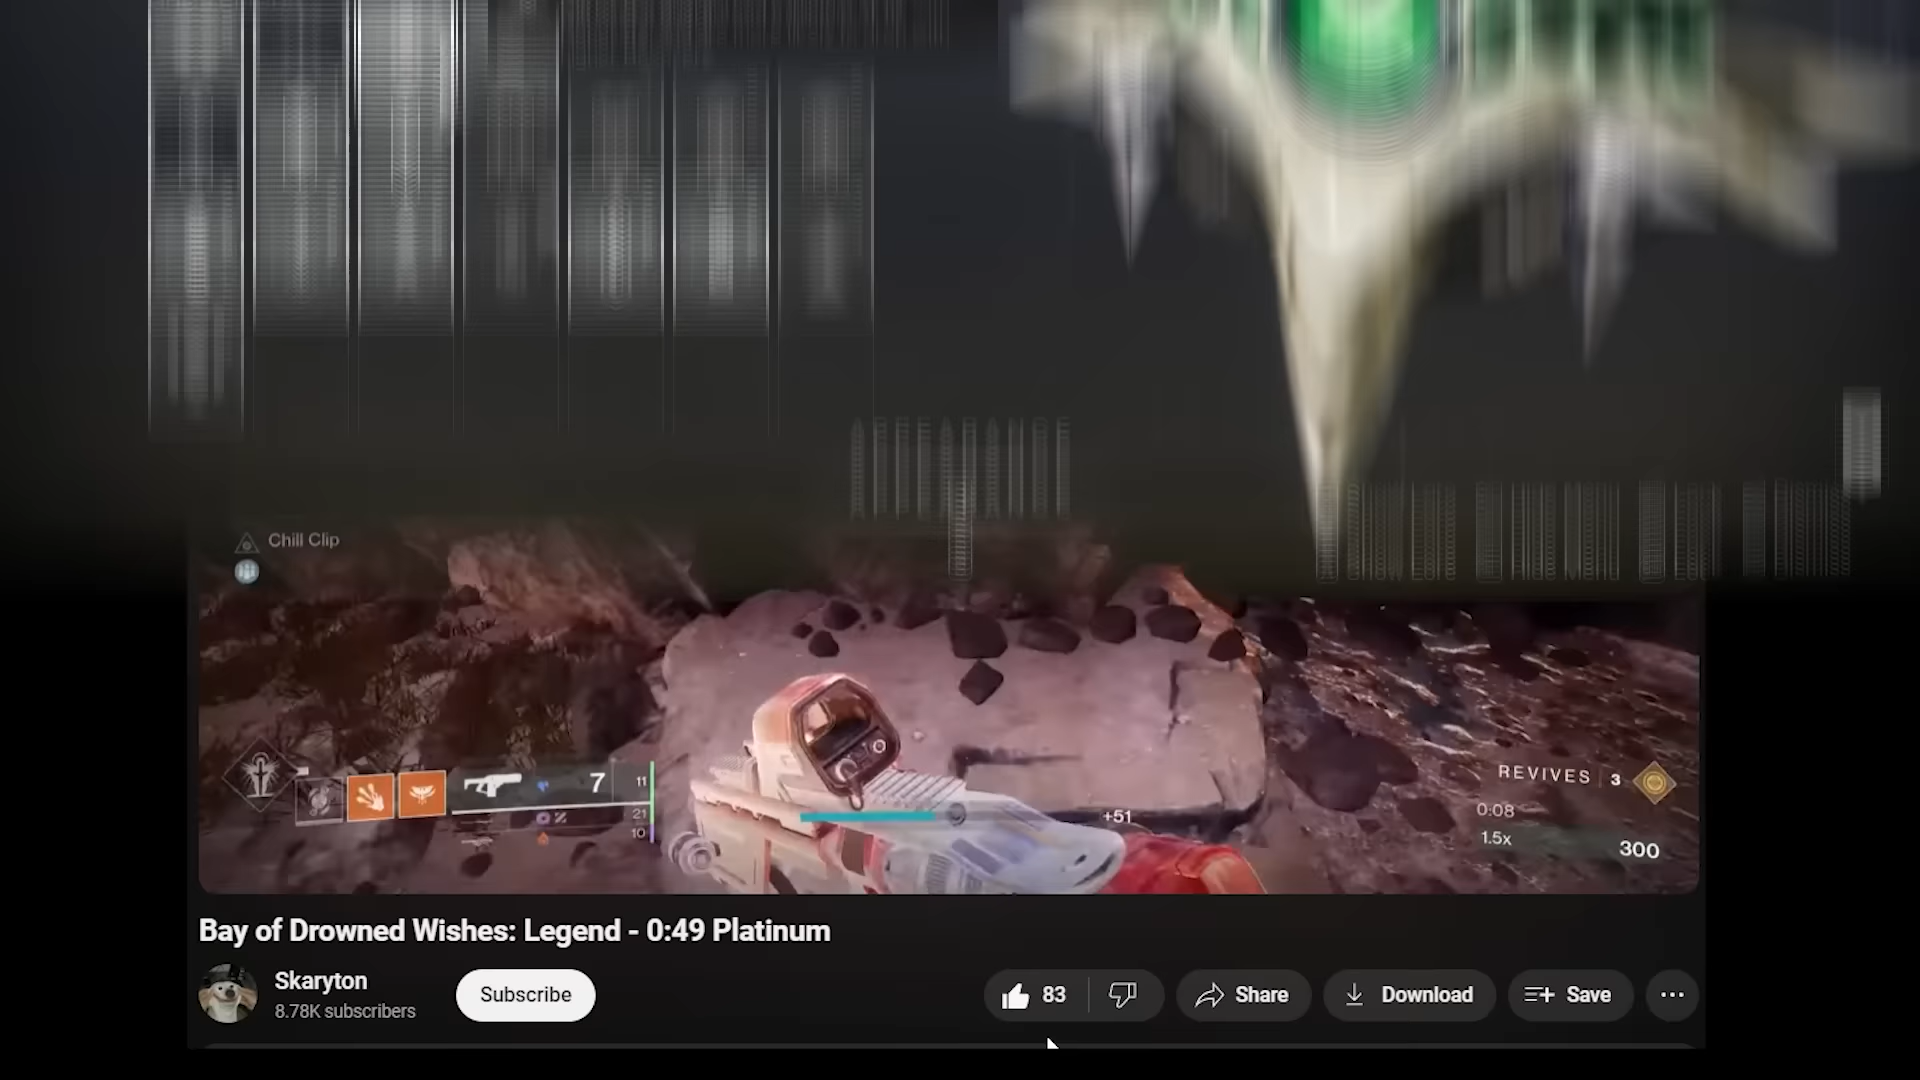 Chill Clip
REVIVES 3
0:08
1.5x
300
7
11
21
10
+51
Bay of Drowned Wishes: Legend - 0:49 Platinum
Skaryton
8.78K subscribers
Subscribe
83
Share
Download
Save